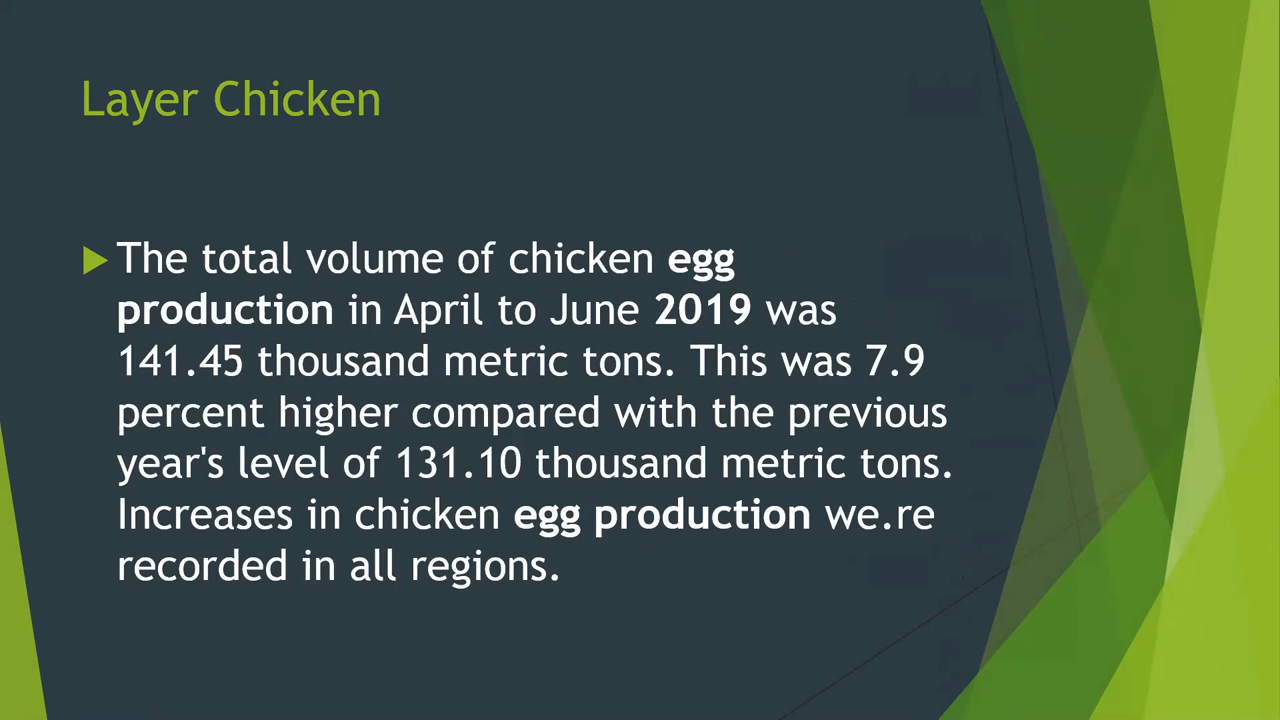 Layer Chicken
The total volume of chicken egg
production in April to June 2019 was
141.45 thousand metric tons. This was 7.9
percent higher compared with the previous
year's level of 131.10 thousand metric tons.
Increases in chicken egg production we.re
recorded in all regions.